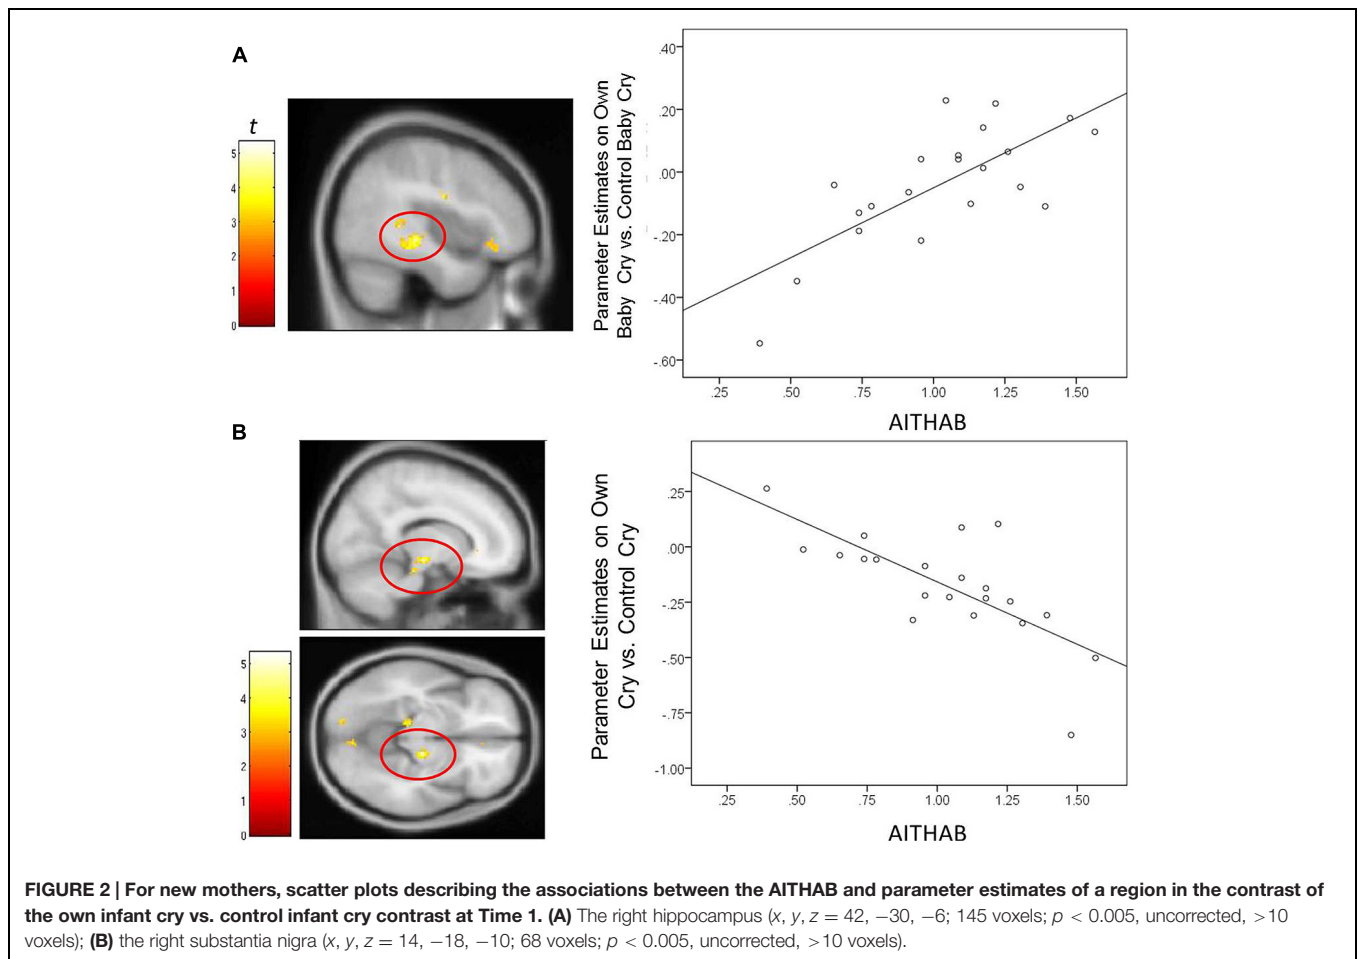 A
t
5
4
3
2
1
0
Parameter Estimates on Own
Baby Cry vs. Control Baby Cry
.40
.20
.00
-.20
-.40
-.60
.25 .50 .75 1.00 1.25 1.50
AITHAB
B
5
4
3
2
1
0
Parameter Estimates on Own
Cry vs. Control Cry
.25
.00
-.25
-.50
-.75
-1.00
.25 .50 .75 1.00 1.25 1.50
AITHAB
FIGURE 2 | For new mothers, scatter plots describing the associations between the AITHAB and parameter estimates of a region in the contrast of
the own infant cry vs. control infant cry contrast at Time 1. (A) The right hippocampus (x, y, z = 42, −30, −6; 145 voxels; p < 0.005, uncorrected, >10
voxels); (B) the right substantia nigra (x, y, z = 14, −18, −10; 68 voxels; p < 0.005, uncorrected, >10 voxels).